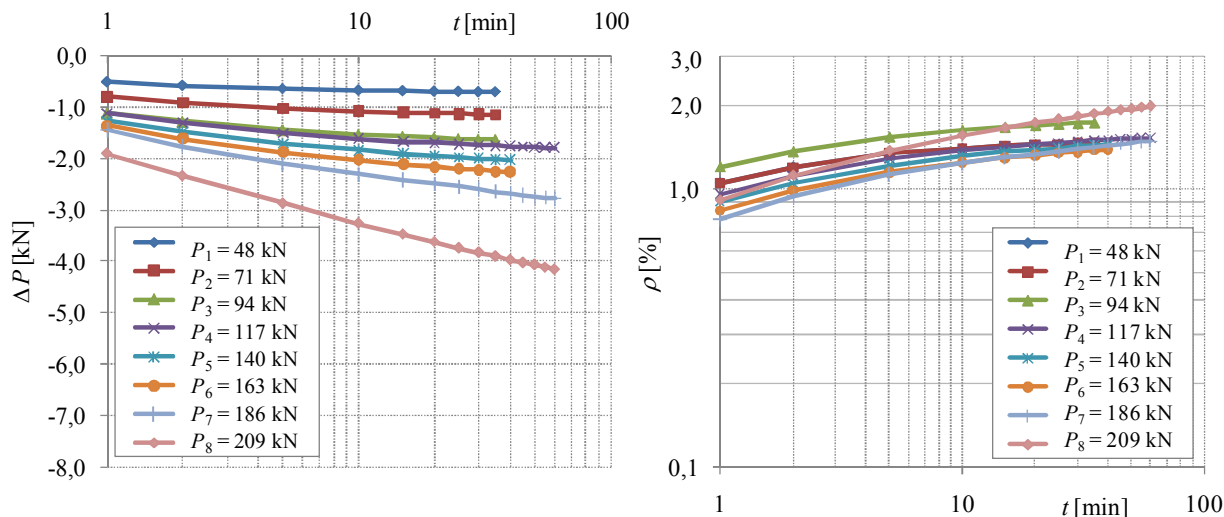 1 10 t [min] 100
0,0
-1,0
-2,0
-3,0
-4,0
-5,0
-6,0
-7,0
-8,0
ΔP [kN]
P1 = 48 kN
P2 = 71 kN
P3 = 94 kN
P4 = 117 kN
P5 = 140 kN
P6 = 163 kN
P7 = 186 kN
P8 = 209 kN
3,0
2,0
1,0
0,1
ρ [%]
P1 = 48 kN
P2 = 71 kN
P3 = 94 kN
P4 = 117 kN
P5 = 140 kN
P6 = 163 kN
P7 = 186 kN
P8 = 209 kN
1 10 t [min] 100